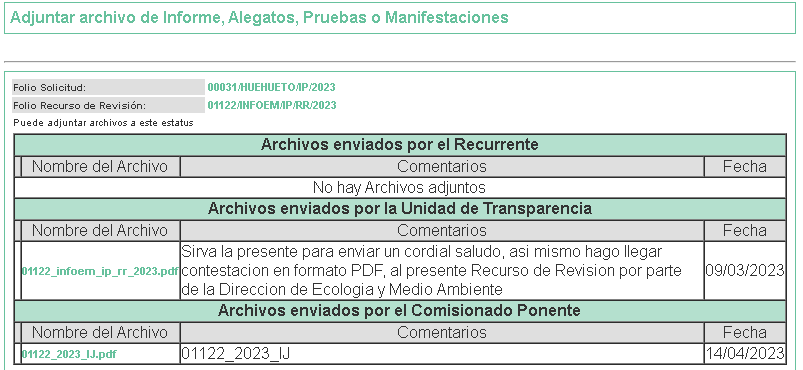 Adjuntar archivo de Informe, Alegatos, Pruebas o Manifestaciones
Folio Solicitud: 00031/HUEHUETO/IP/2023
Folio Recurso de Revisión: 01122/INFOEM/IP/RR/2023
Puede adjuntar archivos a este estatus
Archivos enviados por el Recurrente
Nombre del Archivo Comentarios Fecha
No hay Archivos adjuntos
Archivos enviados por la Unidad de Transparencia
Nombre del Archivo Comentarios Fecha
01122_infoem_ip_rr_2023.pdf Sirva la presente para enviar un cordial saludo, asi mismo hago llegar
contestacion en formato PDF, al presente Recurso de Revision por parte 09/03/2023
de la Direccion de Ecologia y Medio Ambiente
Archivos enviados por el Comisionado Ponente
Nombre del Archivo Comentarios Fecha
01122_2023_IJ.pdf 01122_2023_IJ 14/04/2023